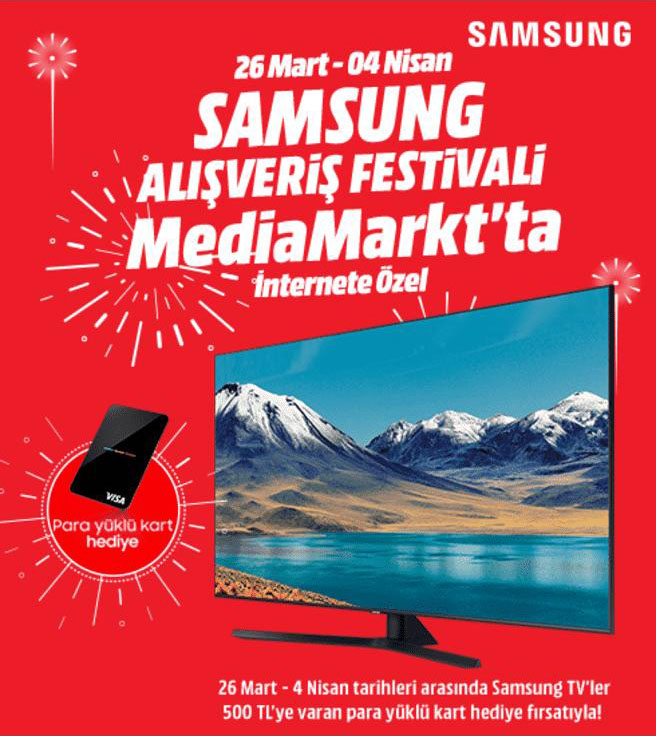 SAMSUNG
26 Mart - 04 Nisan
SAMSUNG
ALIŞVERİŞ FESTİVALİ
MediaMarkt'ta
İnternete Özel
VISA
Para yüklü kart
hediye
26 Mart - 4 Nisan tarihleri arasında Samsung TV'ler
500 TL'ye varan para yüklü kart hediye fırsatıyla!